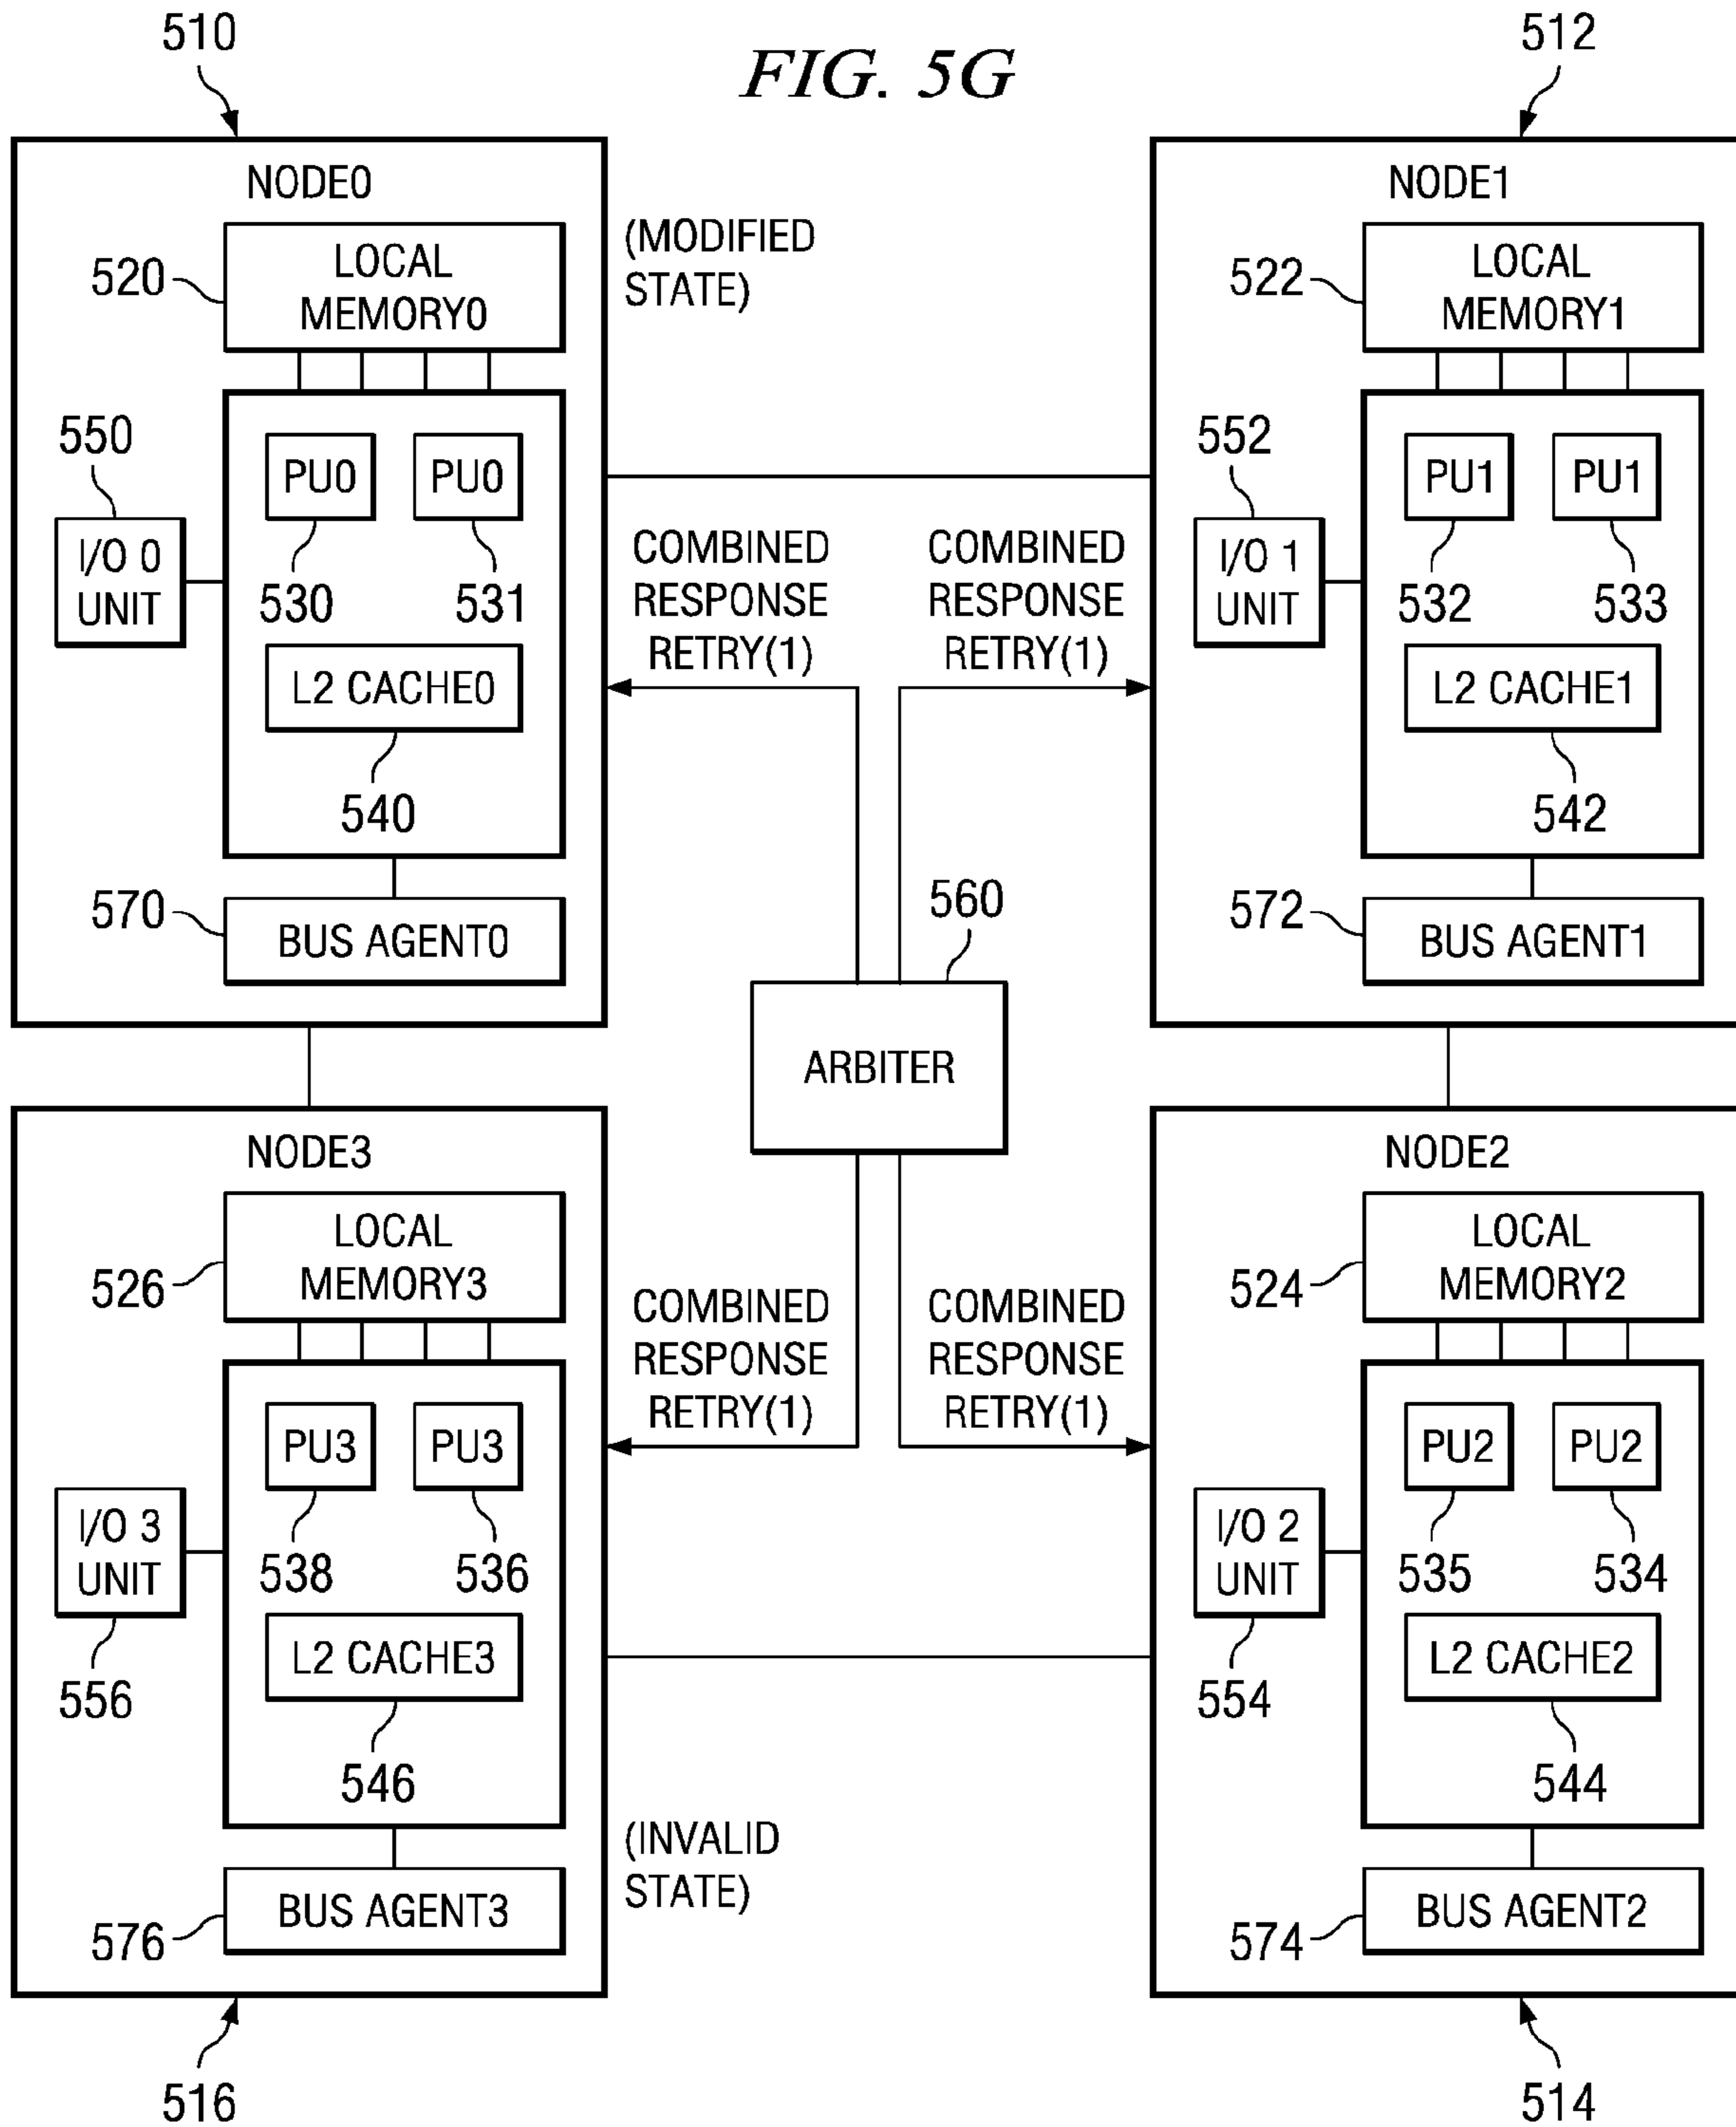 510
FIG. 5G
512
NODE0
(MODIFIED
STATE)
520
LOCAL
MEMORY0
550
I/O 0
UNIT
PU0
PU0
530
531
L2 CACHE0
540
570
BUS AGENT0
NODE1
522
LOCAL
MEMORY1
552
I/O 1
UNIT
PU1
PU1
532
533
L2 CACHE1
542
572
BUS AGENT1
COMBINED
RESPONSE
RETRY(1)
COMBINED
RESPONSE
RETRY(1)
560
ARBITER
COMBINED
RESPONSE
RETRY(1)
COMBINED
RESPONSE
RETRY(1)
NODE3
526
LOCAL
MEMORY3
I/O 3
UNIT
556
PU3
PU3
538
536
L2 CACHE3
546
576
BUS AGENT3
(INVALID
STATE)
516
NODE2
524
LOCAL
MEMORY2
I/O 2
UNIT
554
PU2
PU2
535
534
L2 CACHE2
544
574
BUS AGENT2
514